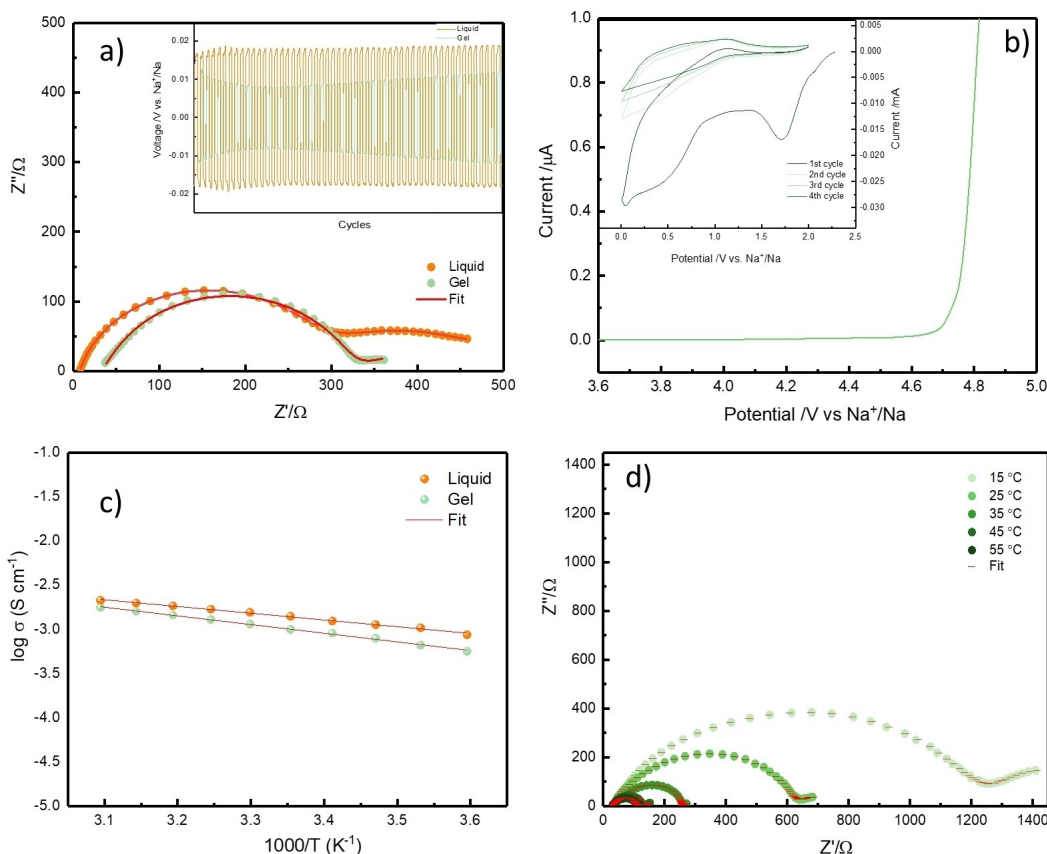 a)
500
400
300
200
100
0
Z''/Ω
0
100
200
300
400
500
Z'/Ω
Liquid
Gel
Fit
0.02
0.01
0.00
-0.01
-0.02
Voltage /V vs. Na⁺/Na
Cycles
Liquid
Gel
b)
1.0
0.8
0.6
0.4
0.2
0.0
Current /µA
3.6
3.8
4.0
4.2
4.4
4.6
4.8
5.0
Potential /V vs Na⁺/Na
0.005
0.000
-0.005
-0.010
-0.015
-0.020
-0.025
-0.030
Current /mA
1st cycle
2nd cycle
3rd cycle
4th cycle
0.0
0.5
1.0
1.5
2.0
2.5
Potential /V vs. Na⁺/Na
c)
-1.0
-1.5
-2.0
-2.5
-3.0
-3.5
-4.0
-4.5
-5.0
log σ (S cm⁻¹)
3.1
3.2
3.3
3.4
3.5
3.6
1000/T (K⁻¹)
Liquid
Gel
Fit
d)
1400
1200
1000
800
600
400
200
0
Z''/Ω
0
200
400
600
800
1000
1200
1400
Z'/Ω
15 °C
25 °C
35 °C
45 °C
55 °C
Fit